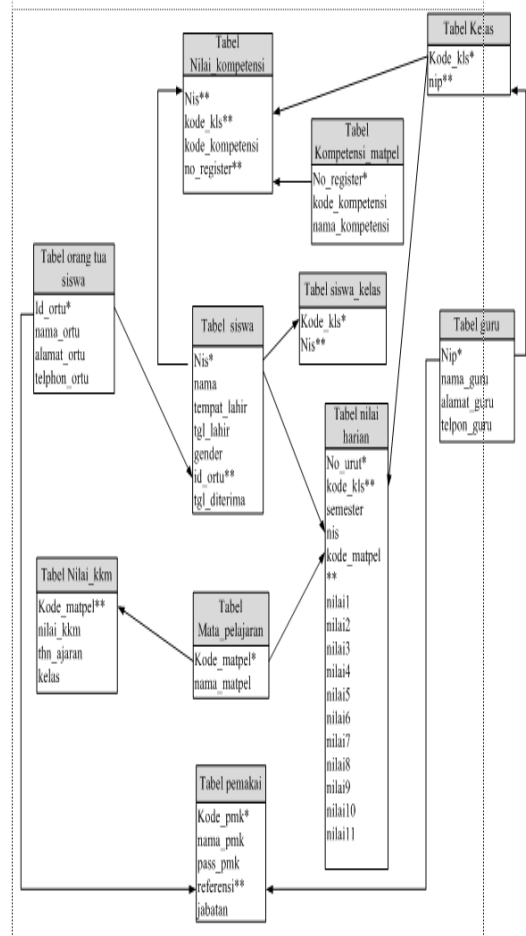 Tabel
Nilai_kompetensi
Nis**
kode_kls**
kode_kompetensi
no_register**
Tabel Kelas
Kode_kls*
nip**
Tabel
Kompetensi_matpel
No_register*
kode_kompetensi
nama_kompetensi
Tabel orang tua
siswa
Id_ortu*
nama_ortu
alamat_ortu
telphon_ortu
Tabel siswa_kelas
Kode_kls*
Nis**
Tabel siswa
Nis*
nama
tempat_lahir
tgl_lahir
gender
id_ortu**
tgl_diterima
Tabel guru
Nip*
nama_guru
alamat_guru
telpon_guru
Tabel nilai
harian
No_urut*
kode_kls**
semester
nis
kode_matpel
**
nilai1
nilai2
nilai3
nilai4
nilai5
nilai6
nilai7
nilai8
nilai9
nilai10
nilai11
Tabel Nilai_kkm
Kode_matpel**
nilai_kkm
thn_ajaran
kelas
Tabel
Mata_pelajaran
Kode_matpel*
nama_matpel
Tabel pemakai
Kode_pmk*
nama_pmk
pass_pmk
referensi**
jabatan